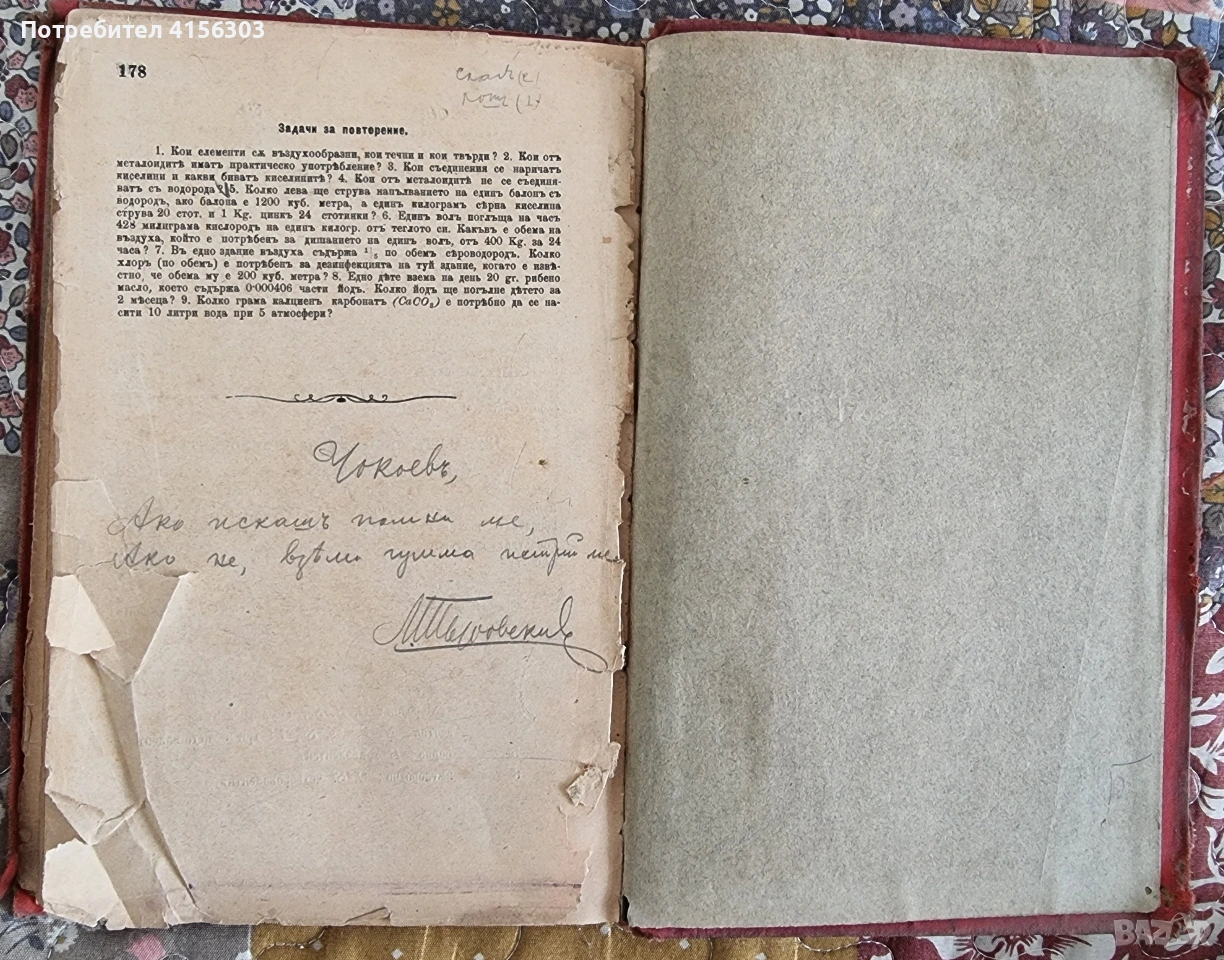 Потребител 4156303
178
Задачи за повторение.
1. Кои елементи сѫ въздухообразни, кои течни и кои твърди? 2. Кои отъ
металоидитѣ иматъ практическо употрѣбление? 3. Кои съединения се наричатъ
киселини и какви биватъ киселинитѣ? 4. Кои отъ металоидитѣ не се съединя-
ватъ съ водорода? 5. Колко лева ще струва напълванието на единъ балонъ съ
водородъ, ако балона е 1200 куб. метра, а единъ килограмъ сѣрна киселина
струва 20 стот. и 1 Kg. цинкъ 24 стотинки? 6. Единъ волъ поглъща на часъ
428 милиграма кислородъ на единъ килогр. отъ теглото си. Какъвъ е обема на
въздуха, който е потрѣбенъ за дишанието на единъ волъ, отъ 400 Kg. за 24
часа? 7. Въ едно здание въздуха съдържа 1/5 по обемъ сѣроводородъ. Колко
хлоръ (по обемъ) е потрѣбенъ за дезинфекцията на туй здание, когато е извѣ-
стно, че обема му е 200 куб. метра? 8. Едно дѣте взема на день 20 gr. рибено
масло, което съдържа 0·000406 части йодъ. Колко йодъ ще погълне дѣтето за
2 мѣсеца? 9. Колко грама калциенъ карбонатъ (CaCO3) е потрѣбно да се на-
сити 10 литри вода при 5 атмосфери?
Чокоевъ,
Ако искашъ помни ме,
Ако не, взѣми гумма истрий ме
BAZAR